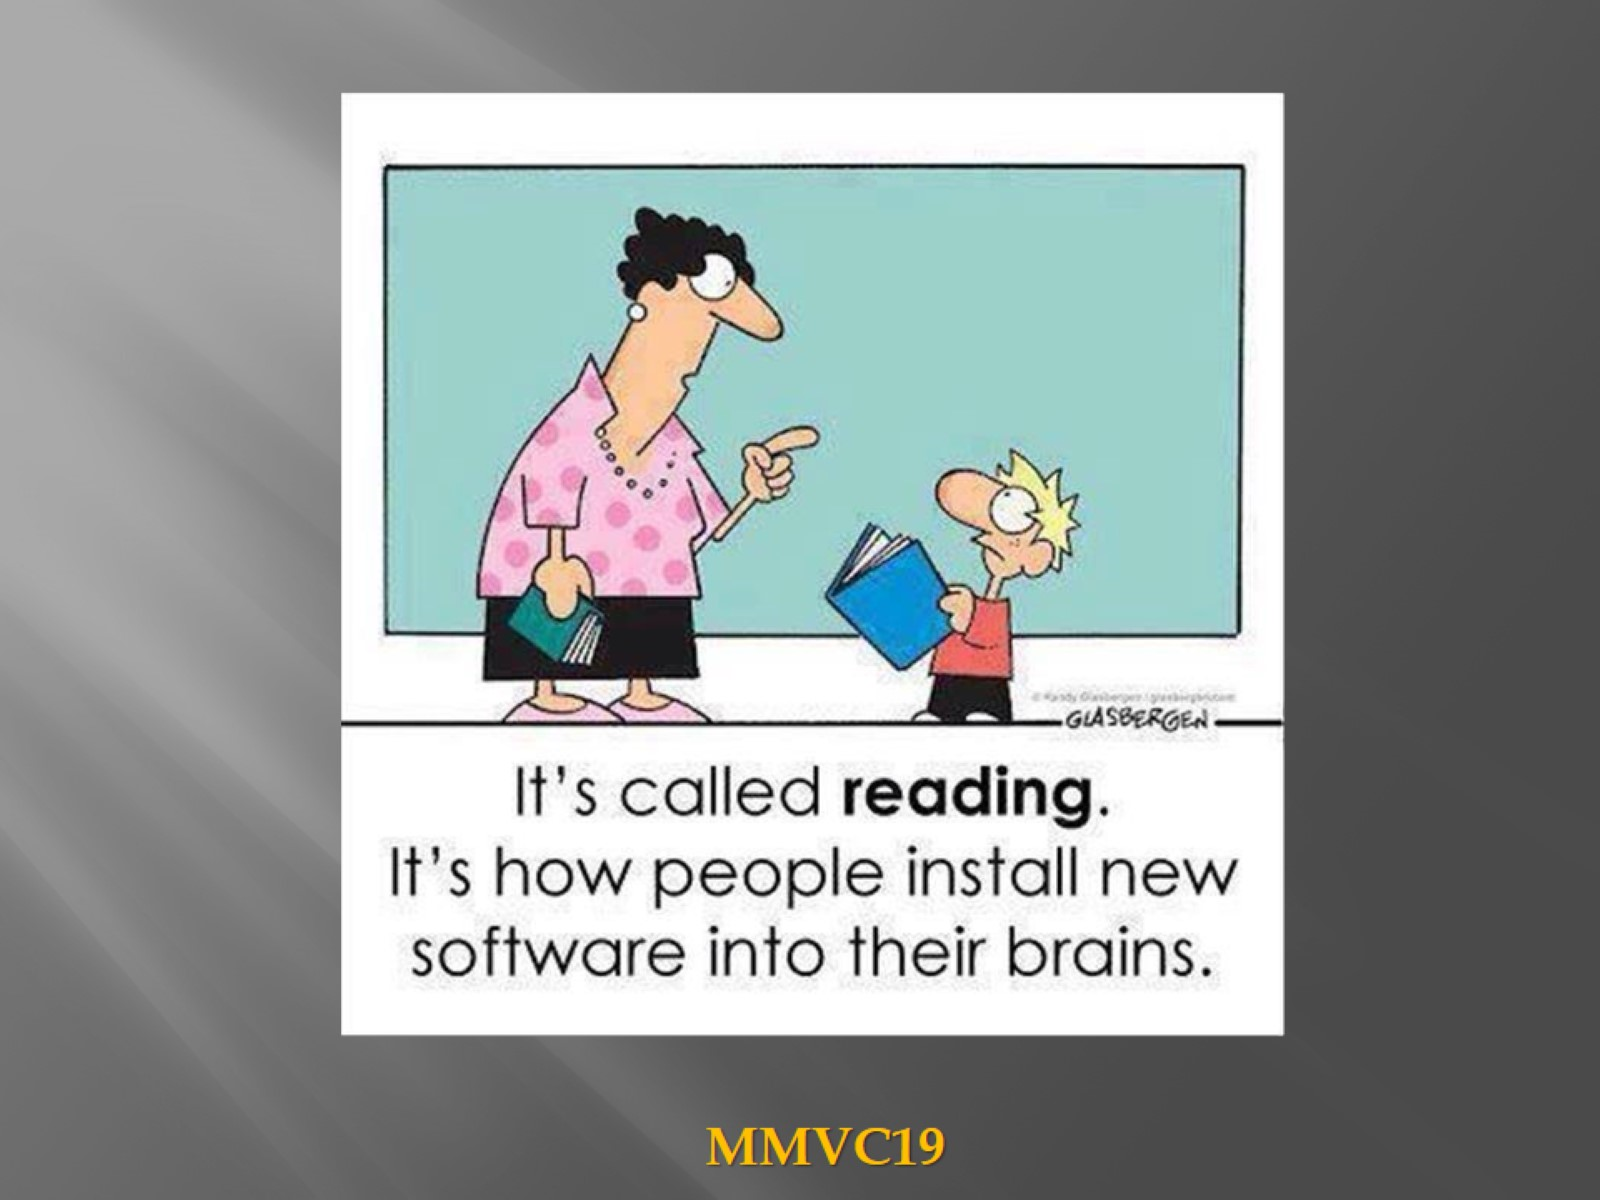 GLASBERGEN
It's called reading.
It's how people install new
software into their brains.
MMVC19